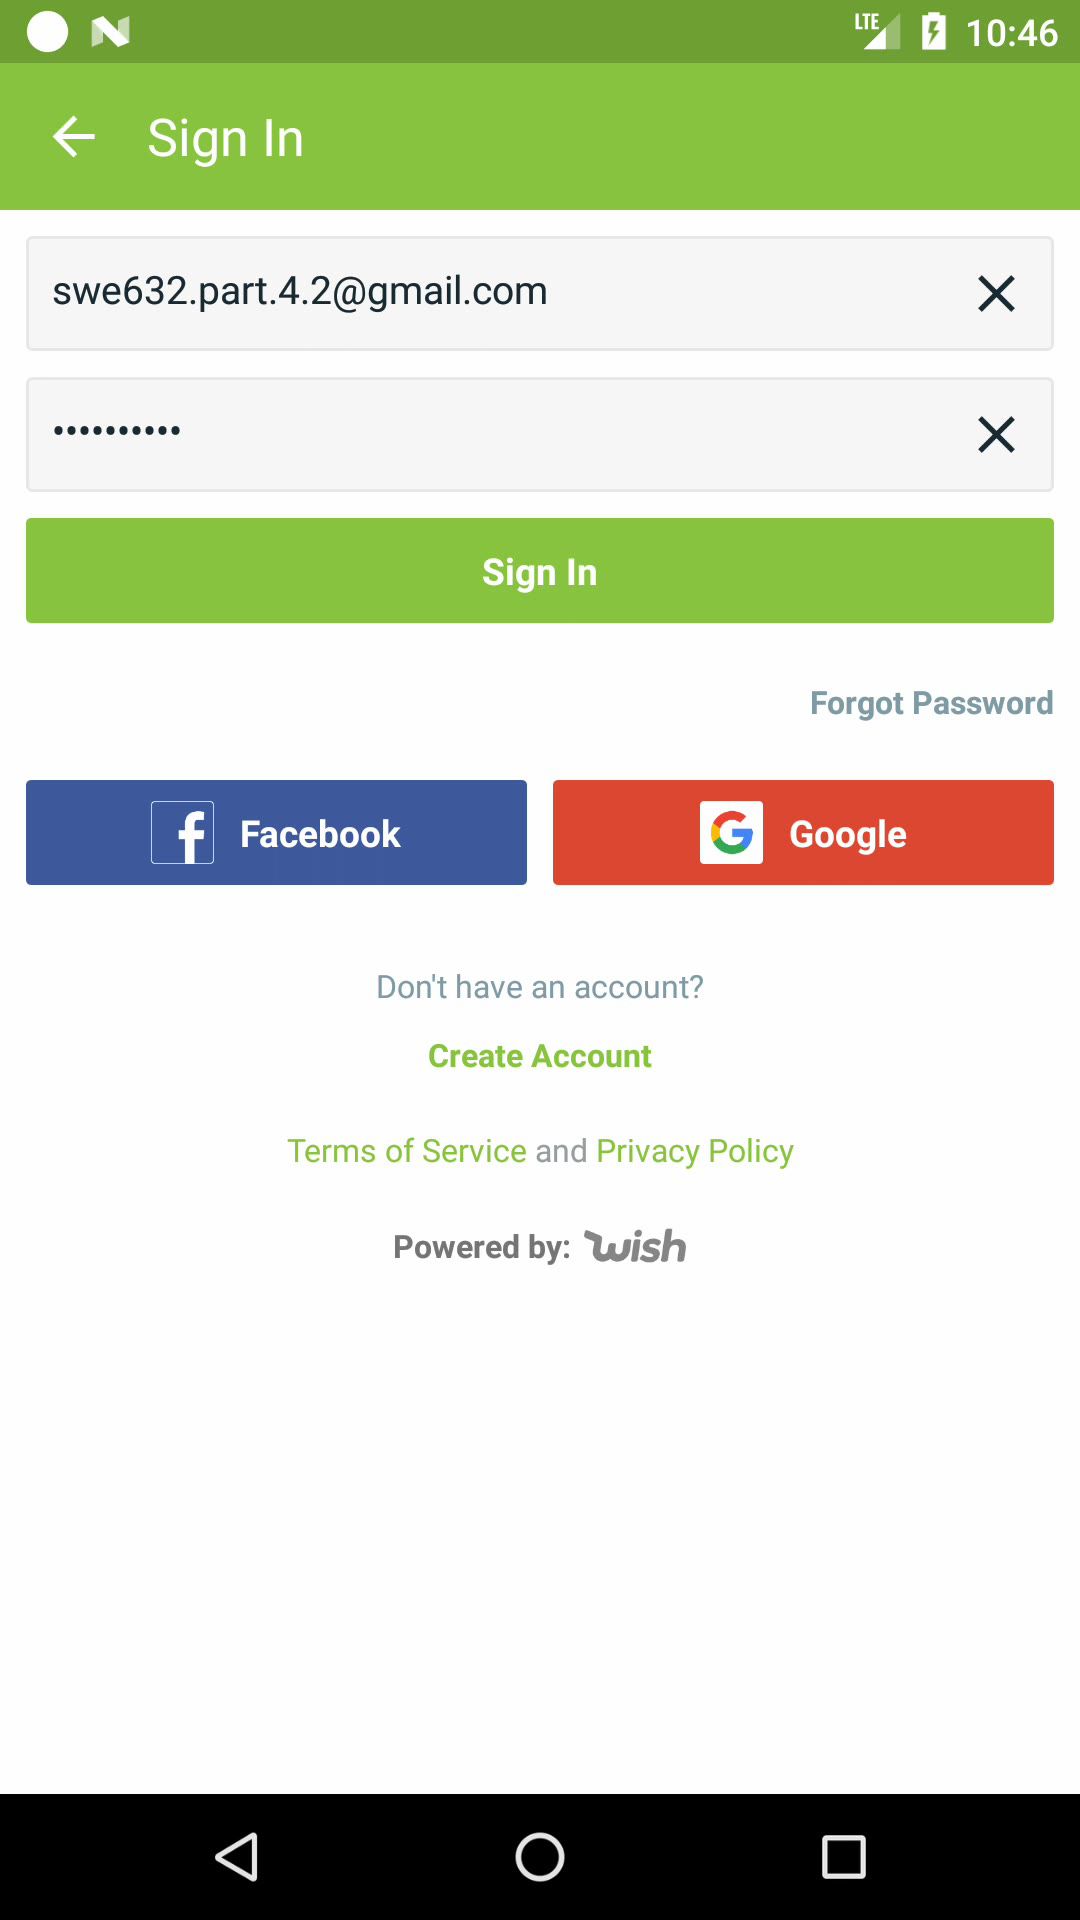 LTE 10:46
Sign In
swe632.part.4.2@gmail.com
••••••••••
Sign In
Forgot Password
Facebook Google
Don't have an account?
Create Account
Terms of Service and Privacy Policy
Powered by: wish